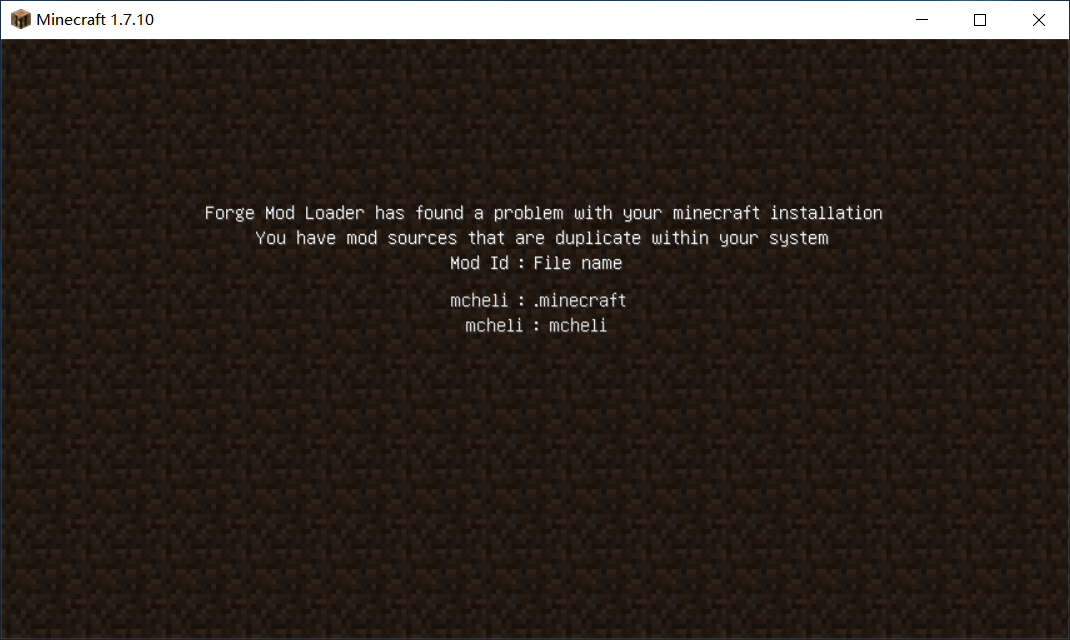 Minecraft 1.7.10
Forge Mod Loader has found a problem with your minecraft installation
You have mod sources that are duplicate within your system
Mod Id : File name
mcheli : .minecraft
mcheli : mcheli